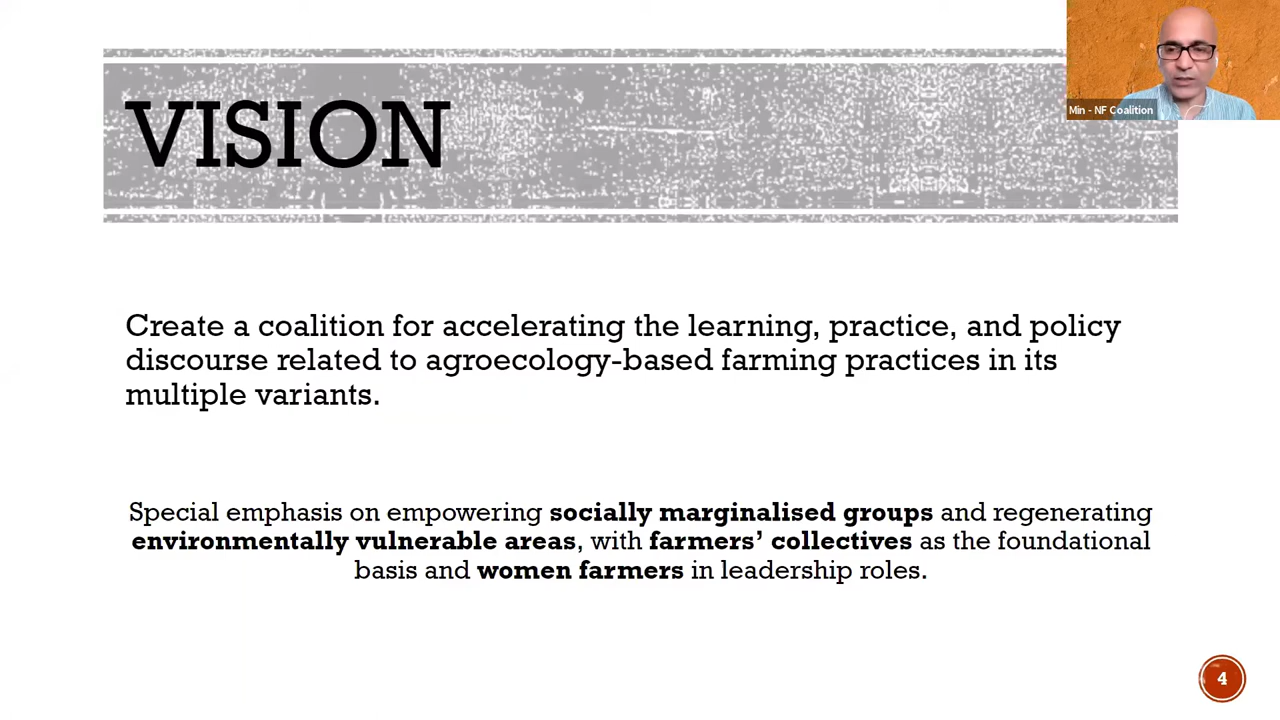 VISION
Min - NF Coalition
Create a coalition for accelerating the learning, practice, and policy
discourse related to agroecology-based farming practices in its
multiple variants.
Special emphasis on empowering socially marginalised groups and regenerating
environmentally vulnerable areas, with farmers’ collectives as the foundational
basis and women farmers in leadership roles.
4